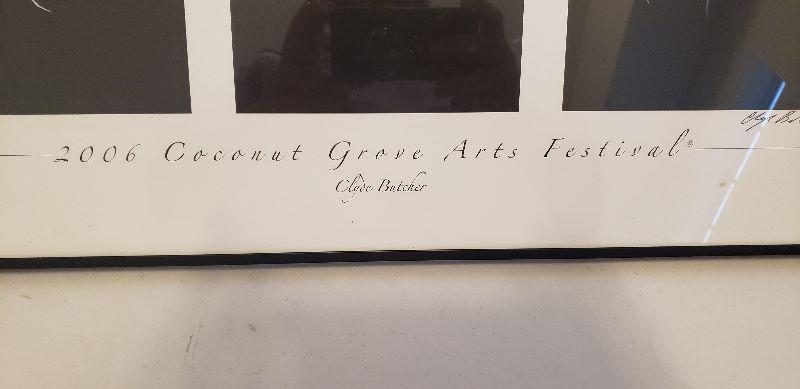 2006 Coconut Grove Arts Festival®
Clyde Butcher